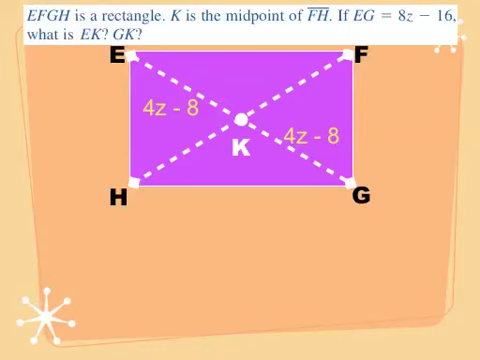 EFGH is a rectangle. K is the midpoint of F̅H̅. If EG = 8z − 16,
what is EK? GK?
E
F
4z - 8
4z - 8
K
H
G